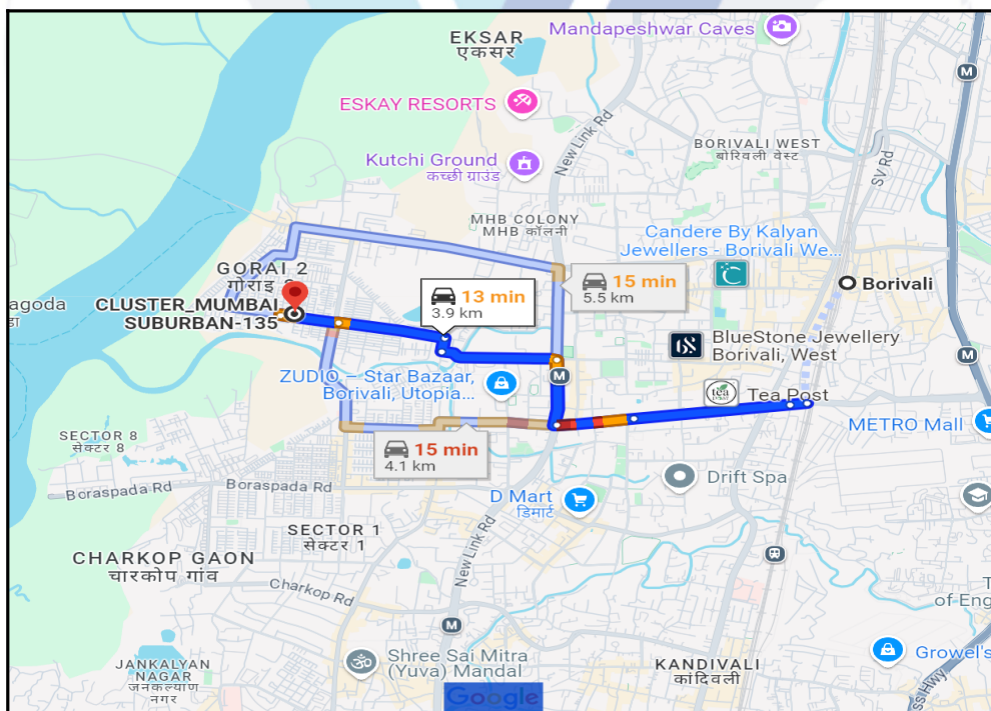 Mandapeshwar Caves
EKSAR
एकसर
M
ESKAY RESORTS
New Link Rd
BORIVALI WEST
बोरिवली वेस्ट
SV Rd
Kutchi Ground
कच्छी ग्राउंड
MHB COLONY
MHB कॉलनी
Candere By Kalyan
Jewellers - Borivali We...
C
GORAI 2
गोराई
15 min
5.5 km
Borivali
agoda
CLUSTER_MUMBAI
SUBURBAN-135
13 min
3.9 km
BlueStone Jewellery
Borivali, West
M
ZUDIO – Star Bazaar,
Borivali, Utopia...
M
tea
Tea Post
METRO Mall
SECTOR 8
सेक्टर 8
15 min
4.1 km
Boraspada Rd
Drift Spa
D Mart
डिमार्ट
SECTOR 1
सेक्टर 1
New Link Rd
CHARKOP GAON
चारकोप गांव
Charkop Rd
T
of Eng
M
Growel's
JANKALYAN
NAGAR
जनकल्याण
नगर
Shree Sai Mitra
(Yuva) Mandal
KANDIVALI
कांदिवली
ss Hwy
Google